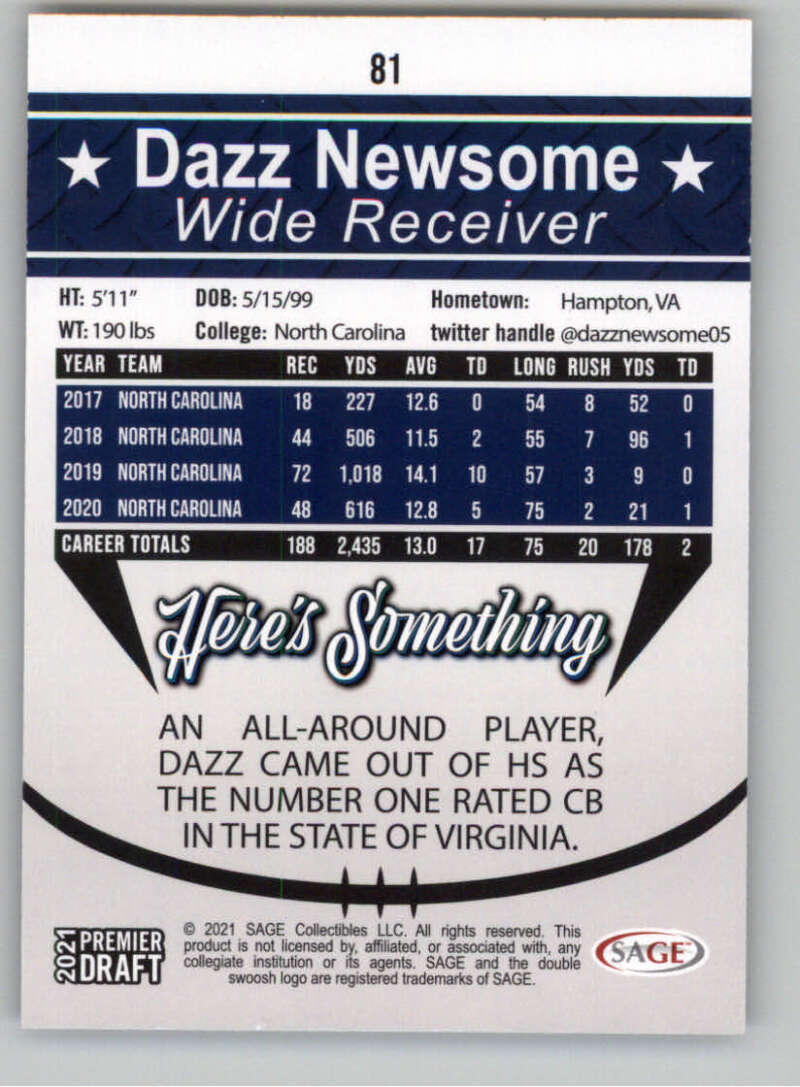 81
Dazz Newsome
Wide Receiver
HT: 5'11" DOB: 5/15/99 Hometown: Hampton, VA
WT: 190 lbs College: North Carolina twitter handle @dazznewsome05
YEAR TEAM REC YDS AVG TD LONG RUSH YDS TD
2017 NORTH CAROLINA 18 227 12.6 0 54 8 52 0
2018 NORTH CAROLINA 44 506 11.5 2 55 7 96 1
2019 NORTH CAROLINA 72 1,018 14.1 10 57 3 9 0
2020 NORTH CAROLINA 48 616 12.8 5 75 2 21 1
CAREER TOTALS 188 2,435 13.0 17 75 20 178 2
Here's Something
AN ALL-AROUND PLAYER,
DAZZ CAME OUT OF HS AS
THE NUMBER ONE RATED CB
IN THE STATE OF VIRGINIA.
2021 PREMIER DRAFT
© 2021 SAGE Collectibles LLC. All rights reserved. This
product is not licensed by, affiliated, or associated with, any
collegiate institution or its agents. SAGE and the double
swoosh logo are registered trademarks of SAGE.
SAGE™